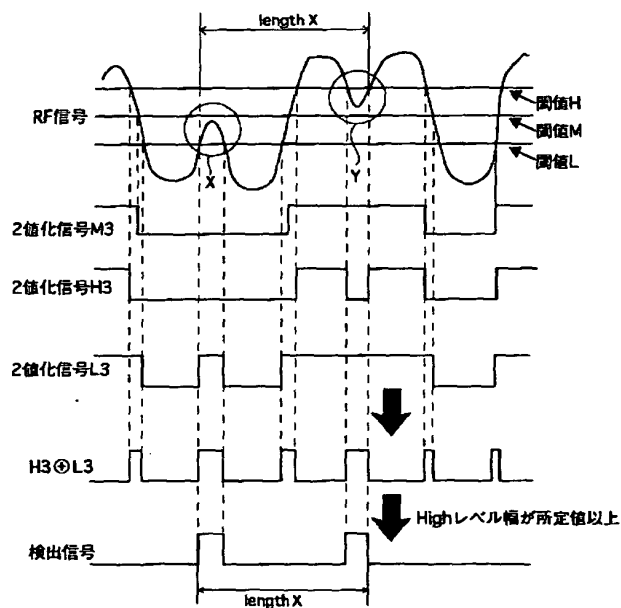 length X
RF信号
閾値H
閾値M
閾値L
X
Y
2値化信号M3
2値化信号H3
2値化信号L3
H3⊕L3
Highレベル幅が所定値以上
検出信号
length X